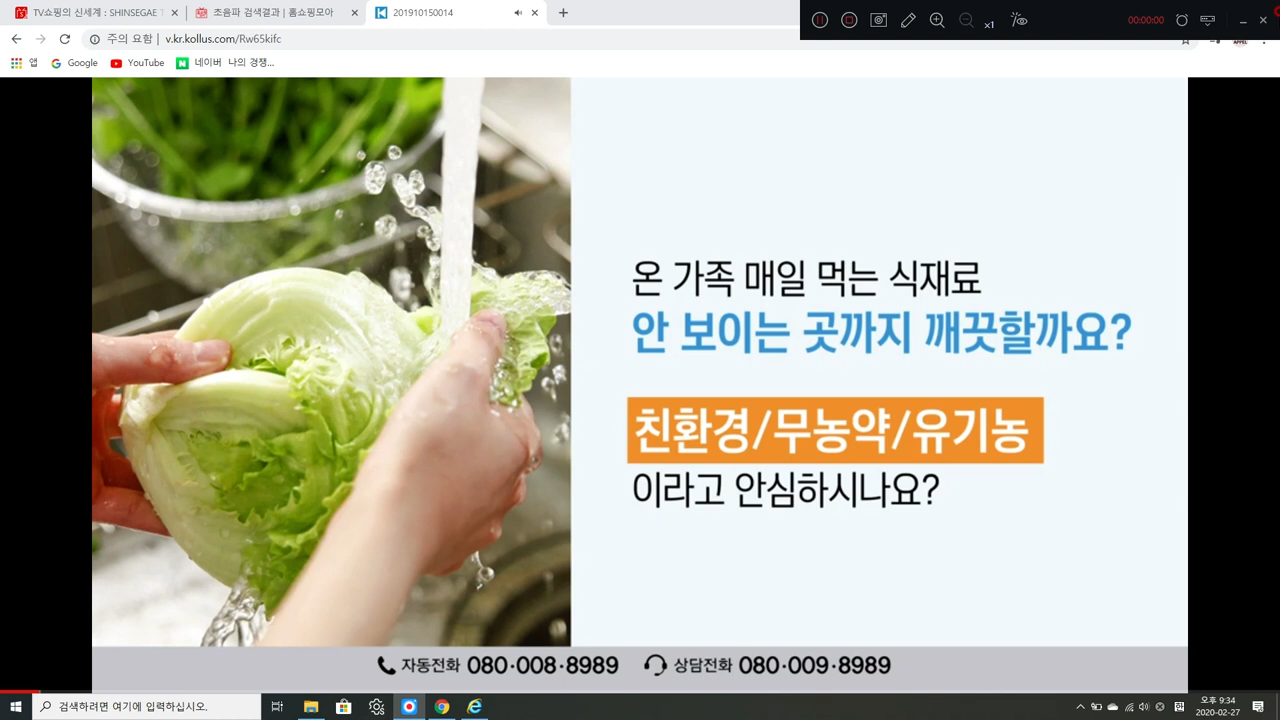 TV쇼핑의 신세계 : SHINSEGAE T
초음파 검색결과 | 홈쇼핑모아
201910150014
x1
00:00:00
주의 요함 | v.kr.kollus.com/Rw65kifc
앱
Google
YouTube
네이버
나의 경쟁...
온 가족 매일 먹는 식재료
안 보이는 곳까지 깨끗할까요?
친환경/무농약/유기농
이라고 안심하시나요?
자동전화 080·008·8989
상담전화 080·009·8989
검색하려면 여기에 입력하십시오.
오후 9:34
2020-02-27